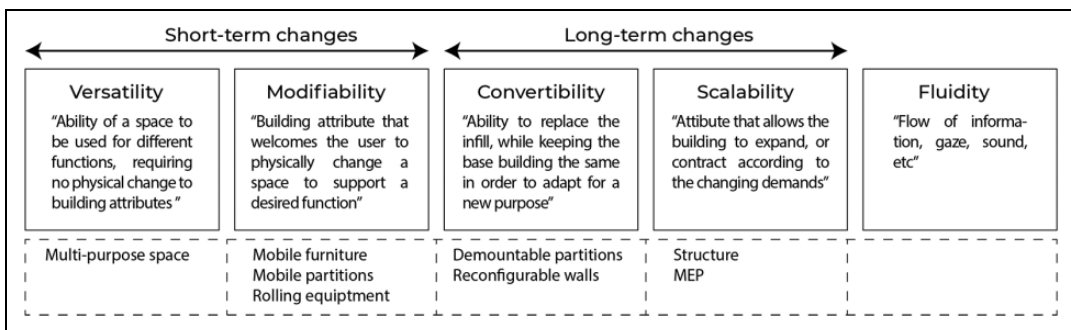 Short-term changes
Long-term changes
Versatility
"Ability of a space to
be used for different
functions, requiring
no physical change to
building attributes "
Modifiability
"Building attribute that
welcomes the user to
physically change a
space to support a
desired function"
Convertibility
"Ability to replace the
infill, while keeping the
base building the same
in order to adapt for a
new purpose"
Scalability
"Attibute that allows the
building to expand, or
contract according to
the changing demands"
Fluidity
"Flow of informa-
tion, gaze, sound,
etc"
Multi-purpose space
Mobile furniture
Mobile partitions
Rolling equiptment
Demountable partitions
Reconfigurable walls
Structure
MEP